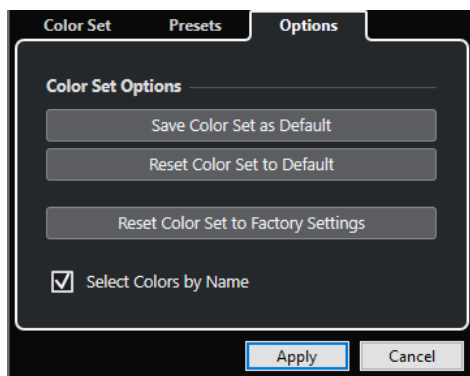 Color Set Presets Options
Color Set Options
Save Color Set as Default
Reset Color Set to Default
Reset Color Set to Factory Settings
Select Colors by Name
Apply Cancel